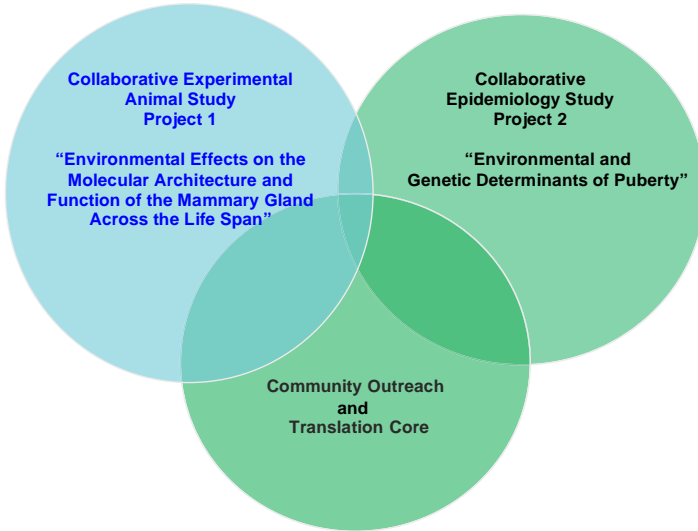 Collaborative Experimental
Animal Study
Project 1
“Environmental Effects on the
Molecular Architecture and
Function of the Mammary Gland
Across the Life Span”
Collaborative
Epidemiology Study
Project 2
“Environmental and
Genetic Determinants of Puberty”
Community Outreach
and
Translation Core